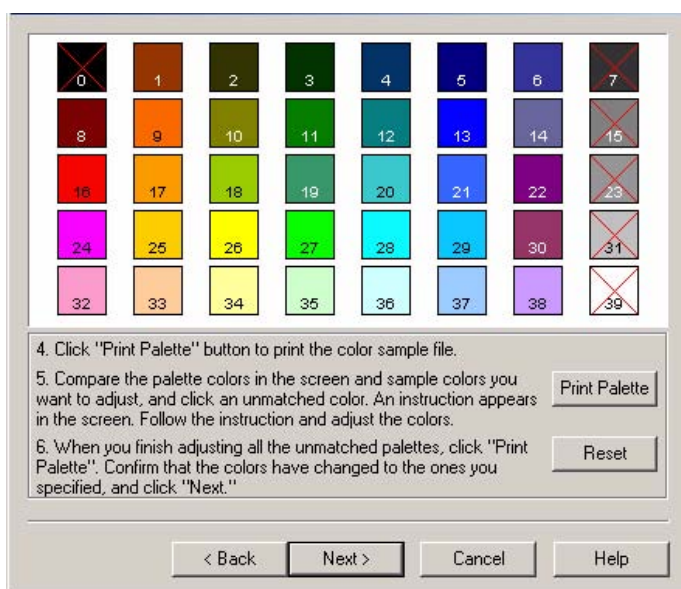 0 1 2 3 4 5 6 7
8 9 10 11 12 13 14 15
16 17 18 19 20 21 22 23
24 25 26 27 28 29 30 31
32 33 34 35 36 37 38 39
4. Click "Print Palette" button to print the color sample file.
5. Compare the palette colors in the screen and sample colors you
want to adjust, and click an unmatched color. An instruction appears
in the screen. Follow the instruction and adjust the colors.
Print Palette
6. When you finish adjusting all the unmatched palettes, click "Print
Palette". Confirm that the colors have changed to the ones you
specified, and click "Next."
Reset
< Back Next > Cancel Help